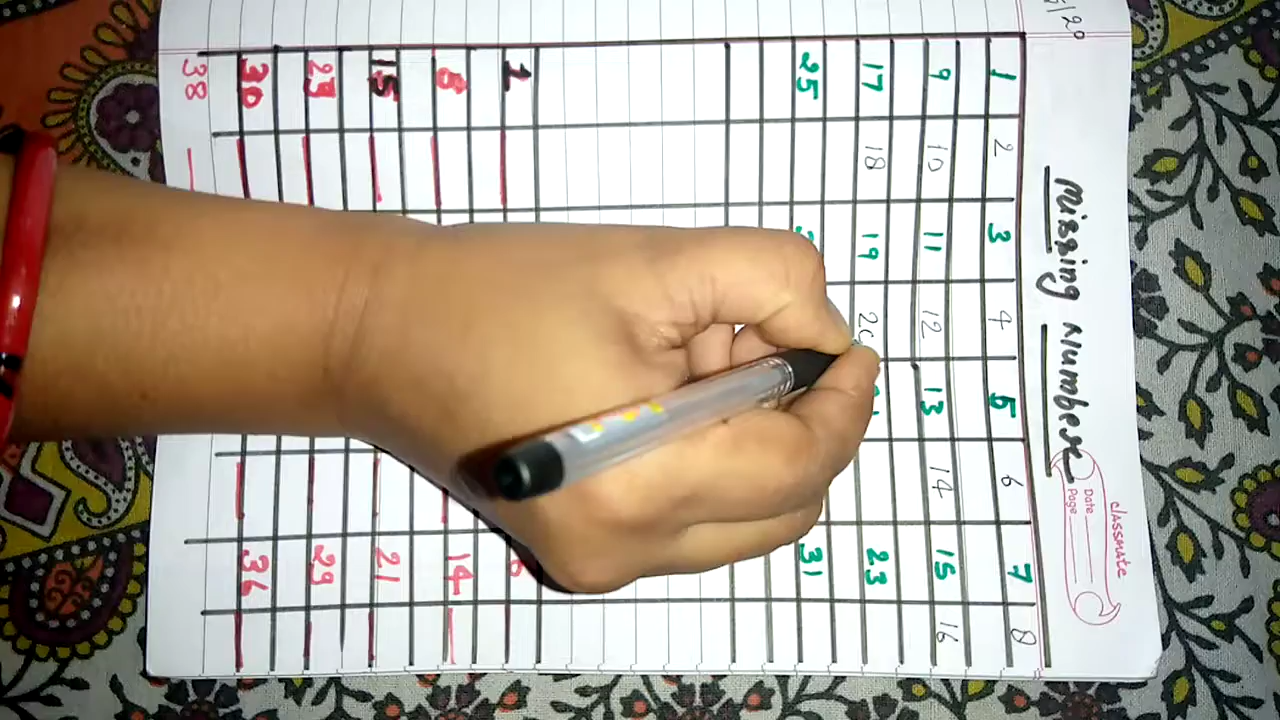 classmate
Date
Page
Missing Numbers
1 2 3 4 5 6 7 8
9 10 11 12 13 14 15 16
17 18 19 23
25 31
1
8 14
15 21
23 29
30 36
38